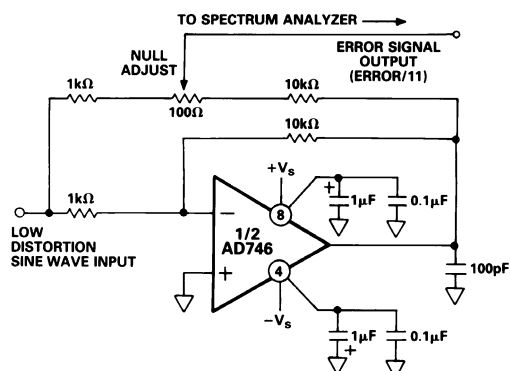 TO SPECTRUM ANALYZER
NULL
ADJUST
ERROR SIGNAL
OUTPUT
(ERROR/11)
1kΩ
100Ω
10kΩ
10kΩ
+Vs
1kΩ
LOW
DISTORTION
SINE WAVE INPUT
−
+
1/2
AD746
8
4
+
1μF
0.1μF
100pF
−Vs
1μF
+
0.1μF